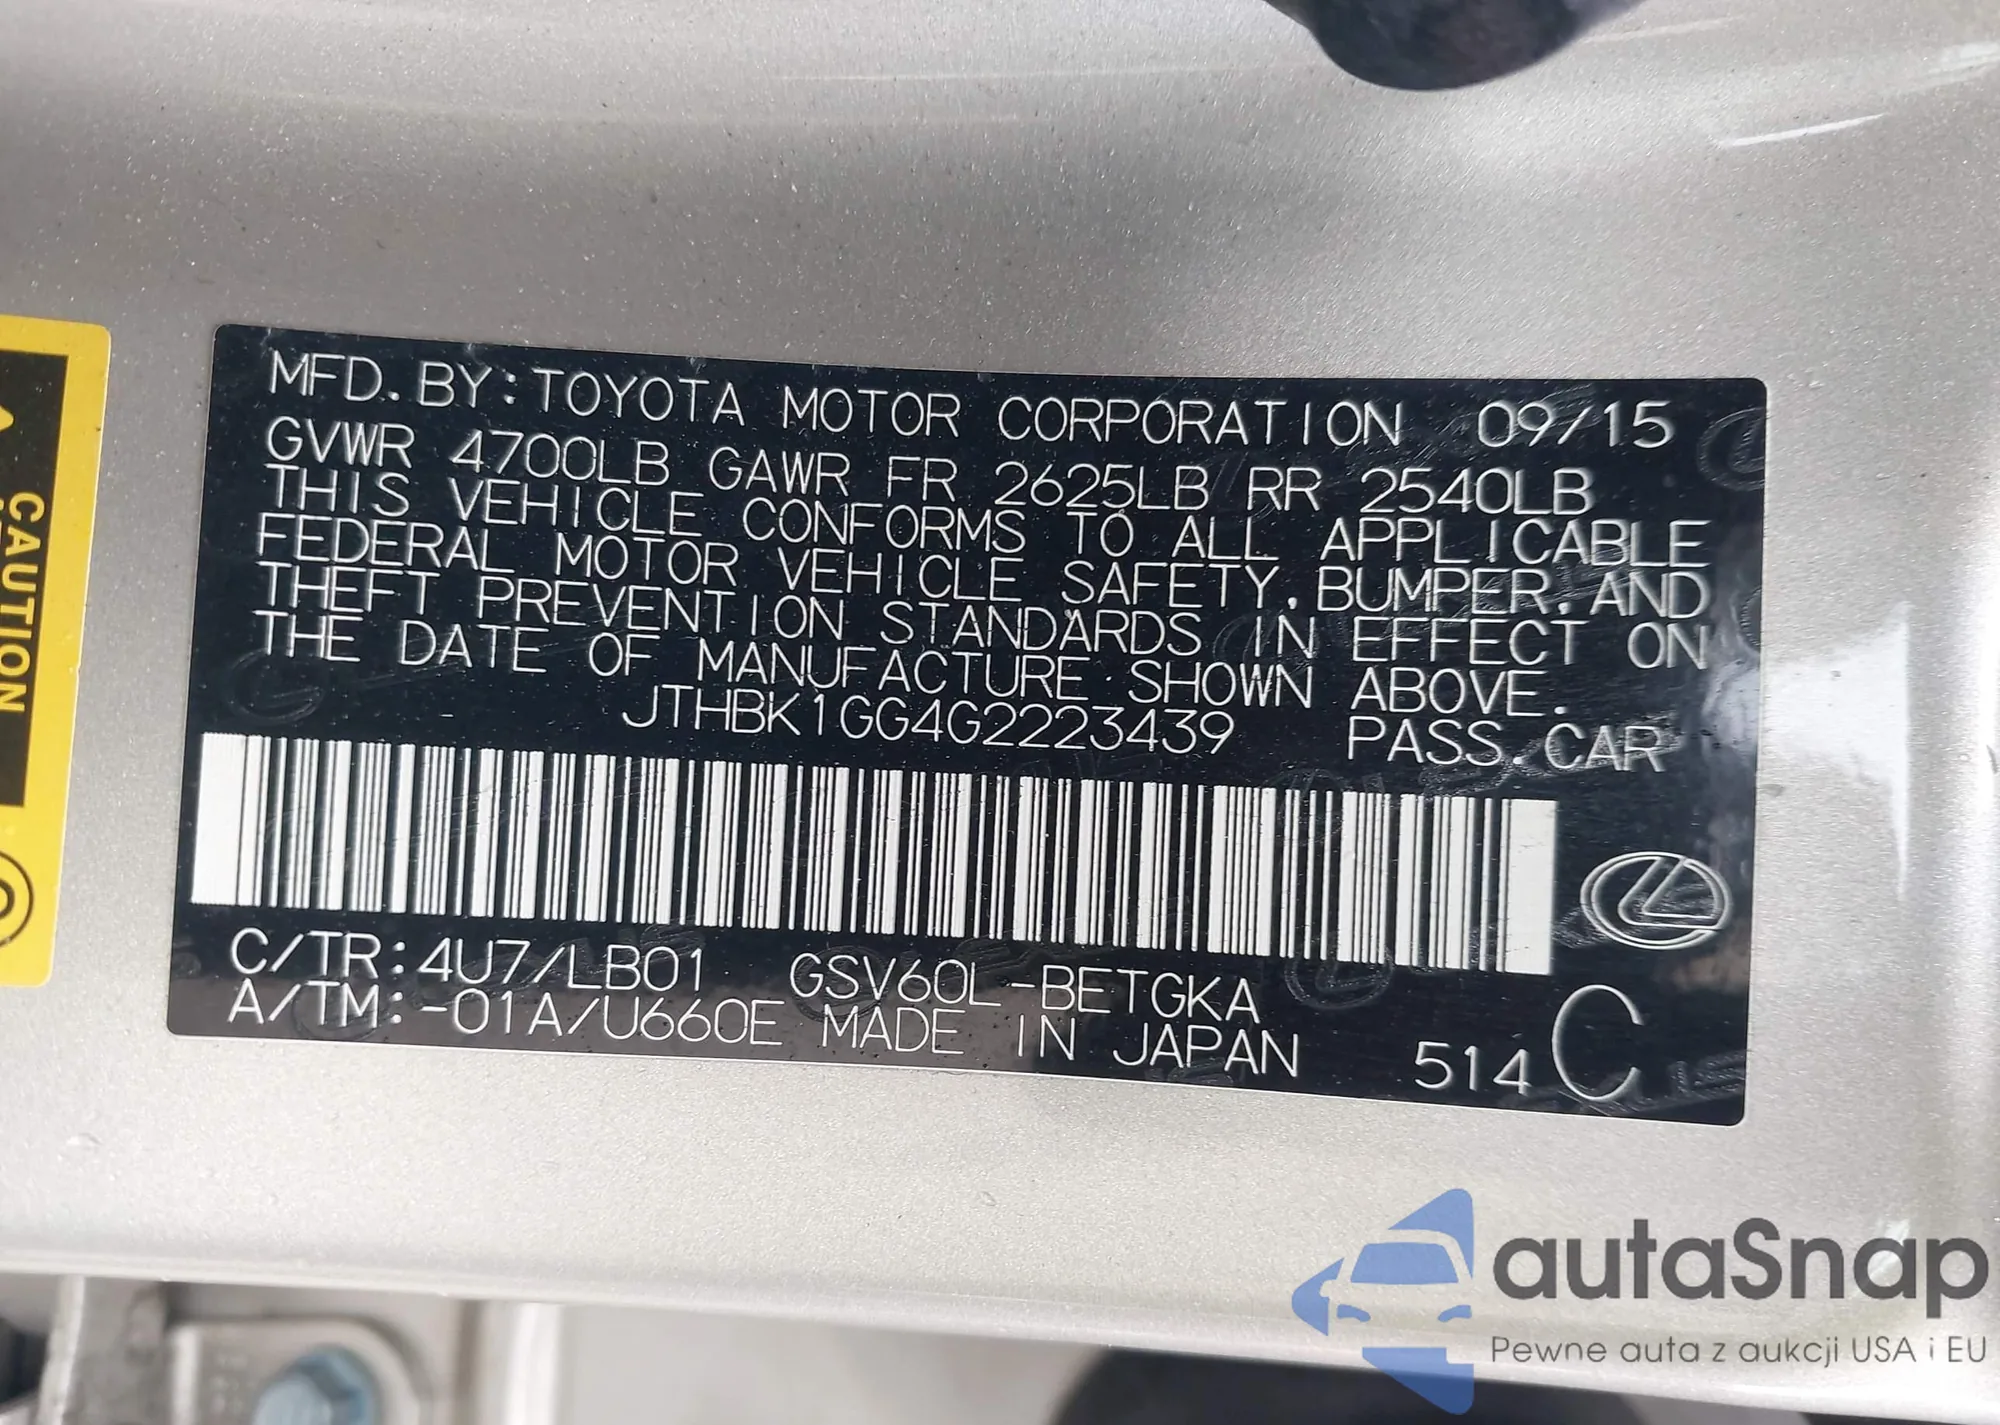 MFD. BY: TOYOTA MOTOR CORPORATION 09/15
GVWR 4700LB GAWR FR 2625LB RR 2540LB
THIS VEHICLE CONFORMS TO ALL APPLICABLE
FEDERAL MOTOR VEHICLE SAFETY, BUMPER, AND
THEFT PREVENTION STANDARDS IN EFFECT ON
THE DATE OF MANUFACTURE SHOWN ABOVE.
JTHBK1GG4G2223439 PASS. CAR
C/TR: 4U7/LB01 GSV60L-BETGKA
A/TM: -01A/U660E MADE IN JAPAN 514 C
CAUTION
autaSnap
Pewne auta z aukcji USA i EU